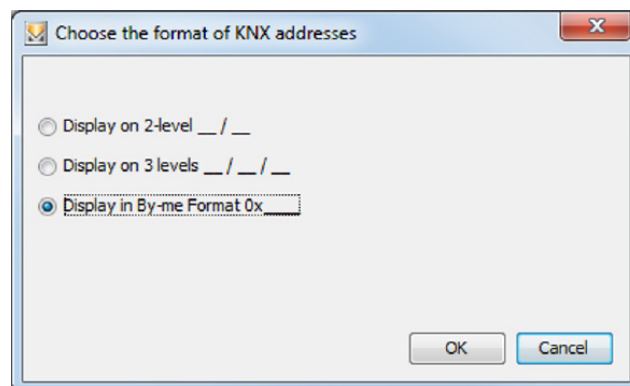 Choose the format of KNX addresses
Display on 2-level __ / __
Display on 3 levels __ / __ / __
Display in By-me Format 0x____
OK
Cancel